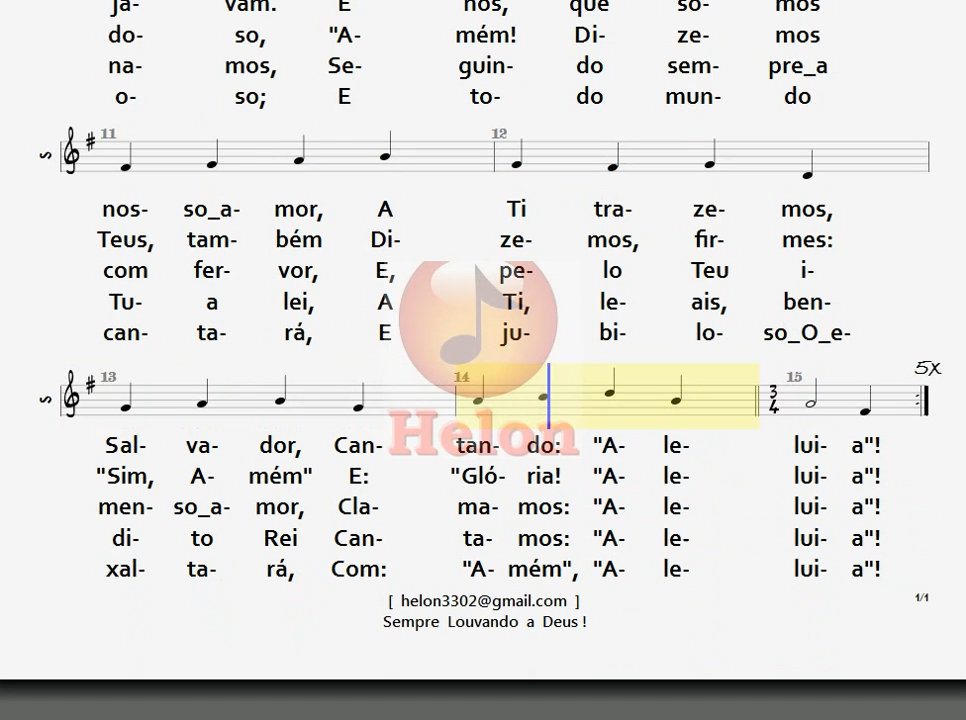 ja- vam. E nós, que so- mos
do- so, "A- mém! Di- ze- mos
na- mos, Se- guin- do sem- pre_a
o- so; E to- do mun- do
11 12
S
nos- so_a- mor, A Ti tra- ze- mos,
Teus, tam- bém Di- ze- mos, fir- mes:
com fer- vor, E, pe- lo Teu i-
Tu- a lei, A Ti, le- ais, ben-
can- ta- rá, E ju- bi- lo- so_O_e-
13 14 15 5X
S 3/4
Helon
Sal- va- dor, Can- tan- do: "A- le- lui- a"!
"Sim, A- mém" E: "Gló- ria! "A- le- lui- a"!
men- so_a- mor, Cla- ma- mos: "A- le- lui- a"!
di- to Rei Can- ta- mos: "A- le- lui- a"!
xal- ta- rá, Com: "A- mém", "A- le- lui- a"!
[ helon3302@gmail.com ] 1/1
Sempre Louvando a Deus!